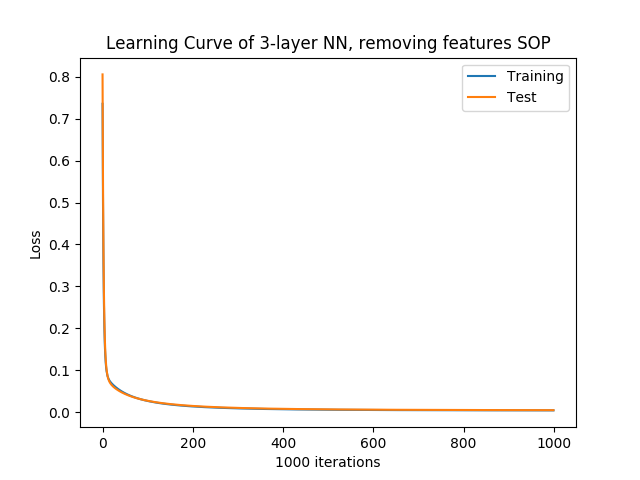 Learning Curve of 3-layer NN, removing features SOP
Training
Test
0.8
0.7
0.6
0.5
0.4
0.3
0.2
0.1
0.0
Loss
0 200 400 600 800 1000
1000 iterations